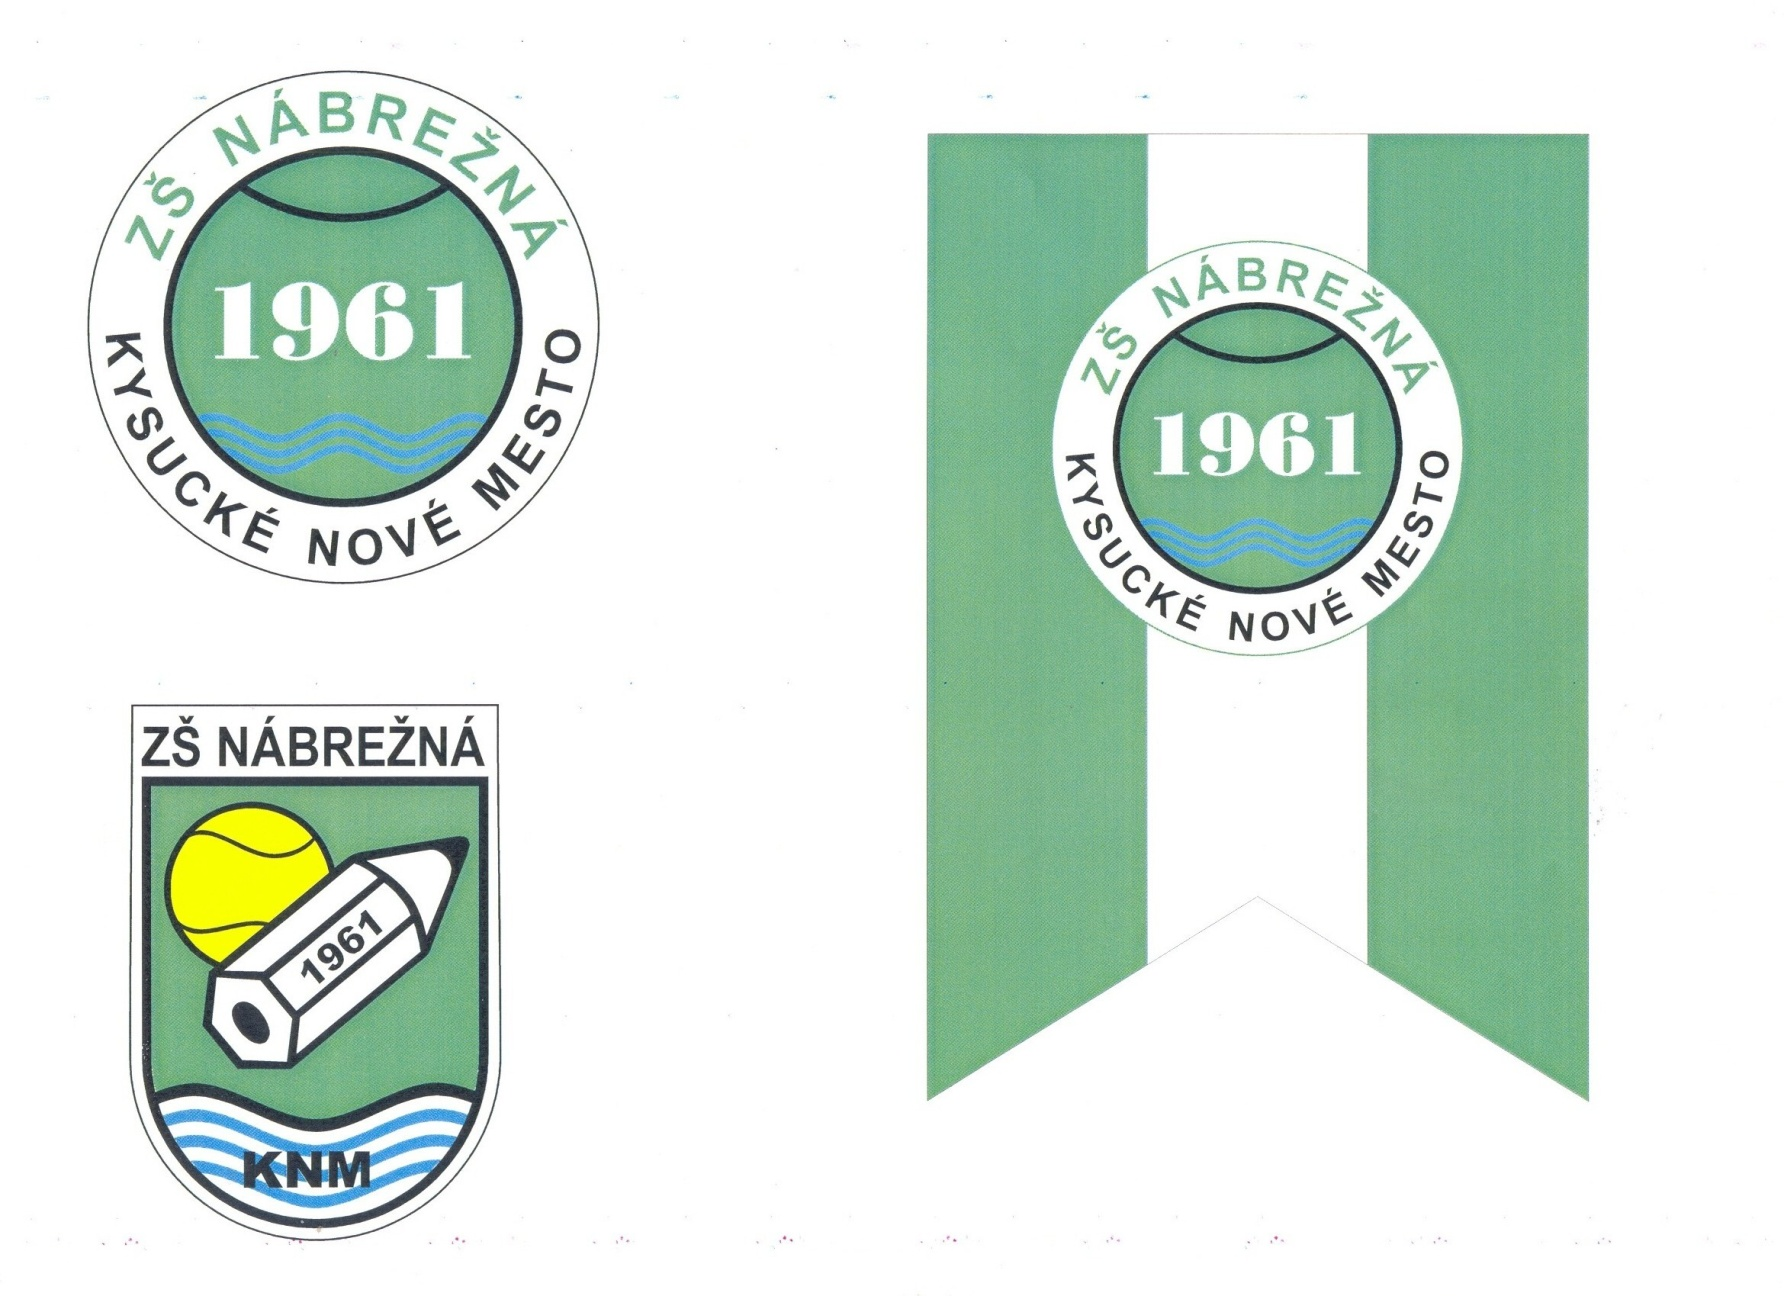 ZŠ NÁBREŽNÁ
1961
KYSUCKÉ NOVÉ MESTO
ZŠ NÁBREŽNÁ
1961
KNM
ZŠ NÁBREŽNÁ
1961
KYSUCKÉ NOVÉ MESTO